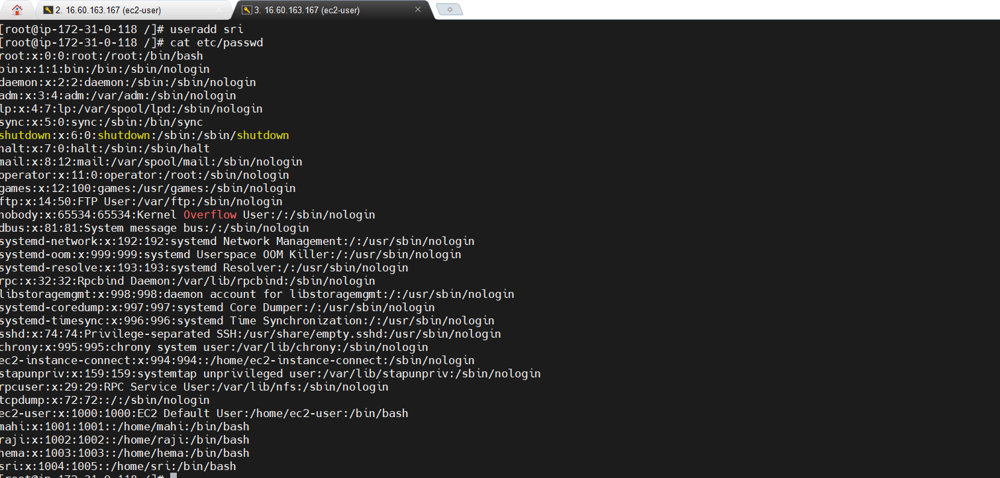 2. 16.60.163.167 (ec2-user)
3. 16.60.163.167 (ec2-user)
[root@ip-172-31-0-118 /]# useradd sri
[root@ip-172-31-0-118 /]# cat etc/passwd
root:x:0:0:root:/root:/bin/bash
bin:x:1:1:bin:/bin:/sbin/nologin
daemon:x:2:2:daemon:/sbin:/sbin/nologin
adm:x:3:4:adm:/var/adm:/sbin/nologin
lp:x:4:7:lp:/var/spool/lpd:/sbin/nologin
sync:x:5:0:sync:/sbin:/bin/sync
shutdown:x:6:0:shutdown:/sbin:/sbin/shutdown
halt:x:7:0:halt:/sbin:/sbin/halt
mail:x:8:12:mail:/var/spool/mail:/sbin/nologin
operator:x:11:0:operator:/root:/sbin/nologin
games:x:12:100:games:/usr/games:/sbin/nologin
ftp:x:14:50:FTP User:/var/ftp:/sbin/nologin
nobody:x:65534:65534:Kernel Overflow User:/:/sbin/nologin
dbus:x:81:81:System message bus:/:/sbin/nologin
systemd-network:x:192:192:systemd Network Management:/:/usr/sbin/nologin
systemd-oom:x:999:999:systemd Userspace OOM Killer:/:/usr/sbin/nologin
systemd-resolve:x:193:193:systemd Resolver:/:/usr/sbin/nologin
rpc:x:32:32:Rpcbind Daemon:/var/lib/rpcbind:/sbin/nologin
libstoragemgmt:x:998:998:daemon account for libstoragemgmt:/:/usr/sbin/nologin
systemd-coredump:x:997:997:systemd Core Dumper:/:/usr/sbin/nologin
systemd-timesync:x:996:996:systemd Time Synchronization:/:/usr/sbin/nologin
sshd:x:74:74:Privilege-separated SSH:/usr/share/empty.sshd:/usr/sbin/nologin
chrony:x:995:995:chrony system user:/var/lib/chrony:/sbin/nologin
ec2-instance-connect:x:994:994::/home/ec2-instance-connect:/sbin/nologin
stapunpriv:x:159:159:systemtap unprivileged user:/var/lib/stapunpriv:/sbin/nologin
rpcuser:x:29:29:RPC Service User:/var/lib/nfs:/sbin/nologin
tcpdump:x:72:72::/:/sbin/nologin
ec2-user:x:1000:1000:EC2 Default User:/home/ec2-user:/bin/bash
mahi:x:1001:1001::/home/mahi:/bin/bash
raji:x:1002:1002::/home/raji:/bin/bash
hema:x:1003:1003::/home/hema:/bin/bash
sri:x:1004:1005::/home/sri:/bin/bash
[root@ip-172-31-0-118 /]#